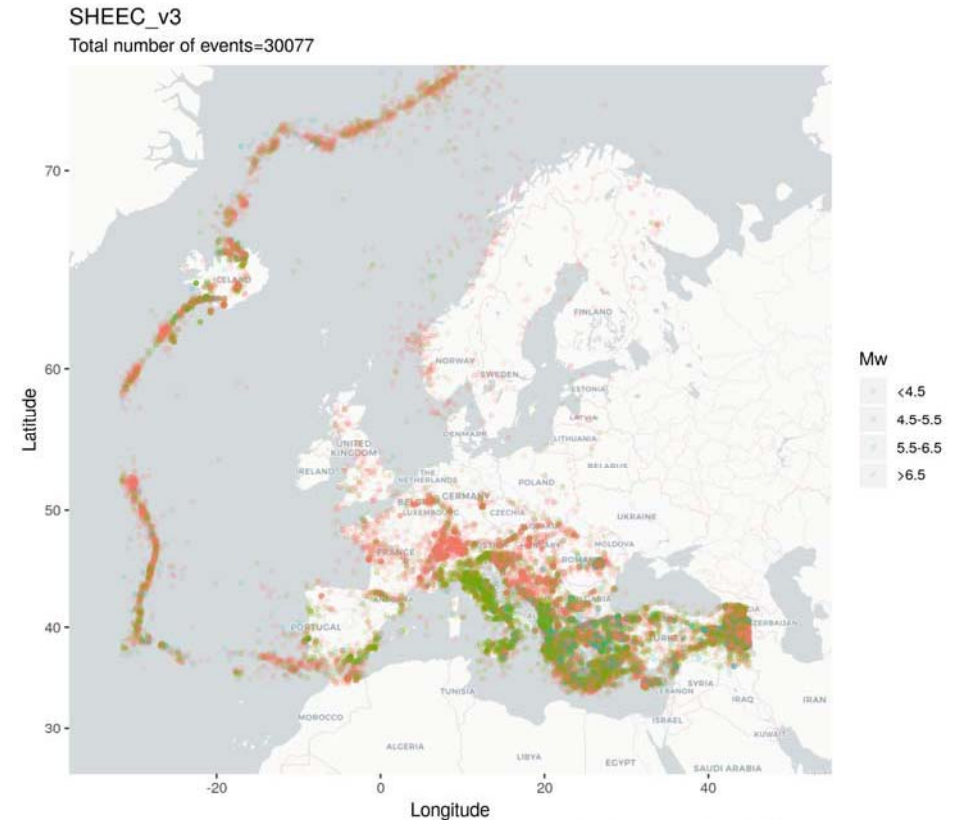 SHEEC_v3
Total number of events=30077
70
60
50
40
30
Latitude
-20
0
20
40
Longitude
Mw
<4.5
4.5-5.5
5.5-6.5
>6.5
ICELAND
FINLAND
NORWAY
SWEDEN
ESTONIA
LATVIA
DENMARK
LITHUANIA
UNITED
KINGDOM
IRELAND
BELARUS
THE
NETHERLANDS
POLAND
GERMANY
LUXEMBOURG
CZECHIA
UKRAINE
MOLDOVA
FRANCE
PORTUGAL
SYRIA
LEBANON
IRAQ
IRAN
TUNISIA
MOROCCO
ISRAEL
KUWAIT
ALGERIA
LIBYA
EGYPT
SAUDI ARABIA